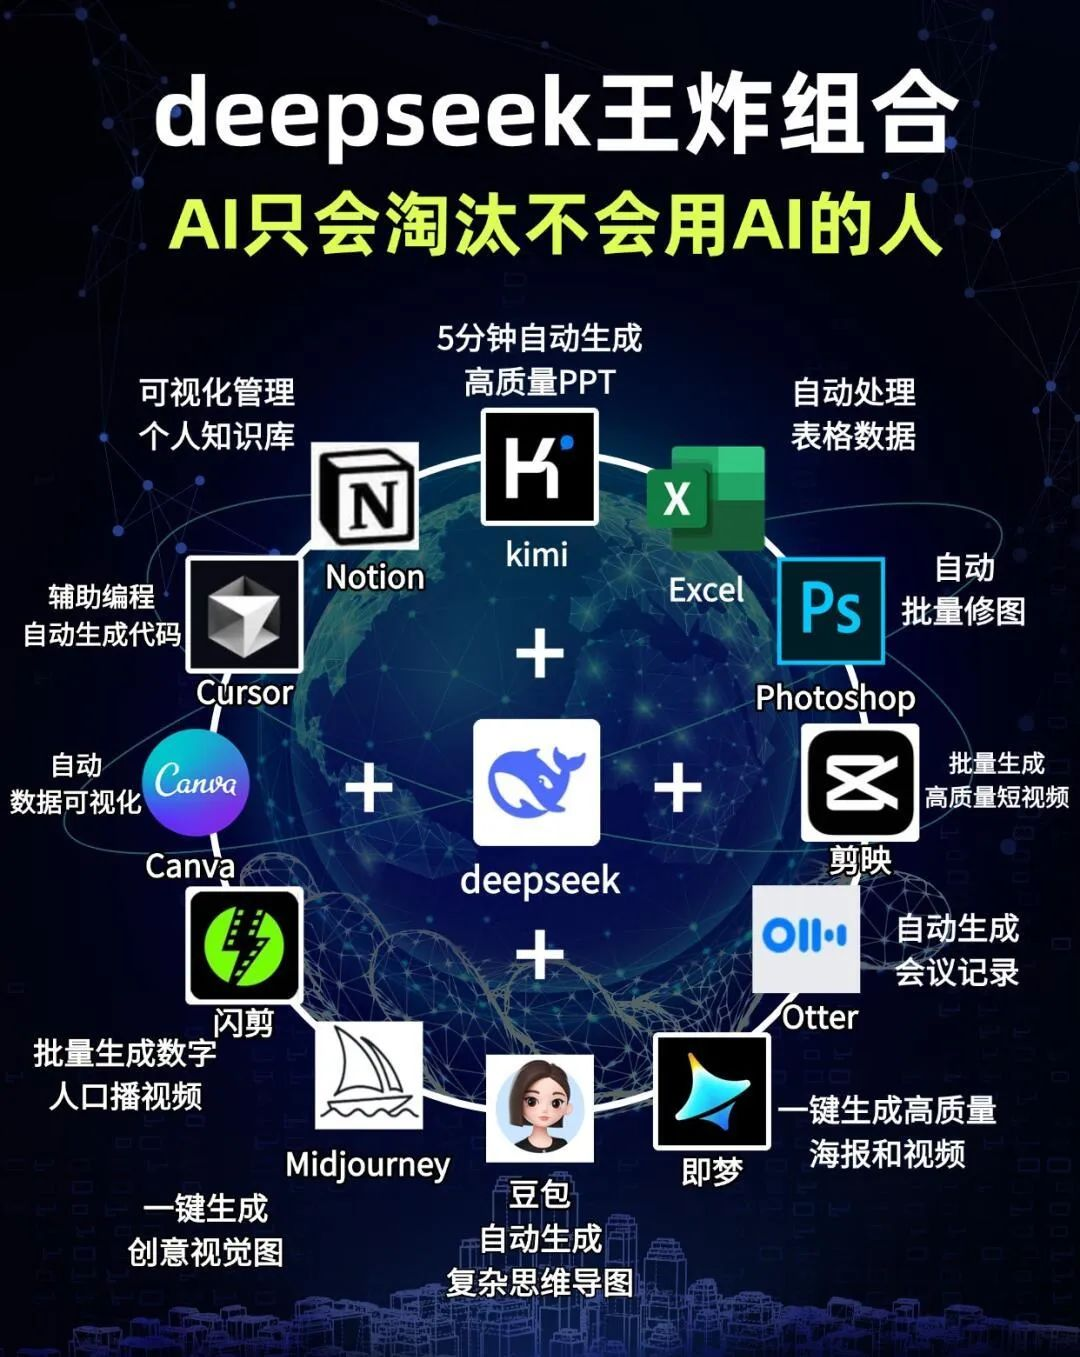 deepseek王炸组合
AI只会淘汰不会用AI的人
5分钟自动生成
高质量PPT
kimi
可视化管理
个人知识库
N
Notion
自动处理
表格数据
X
Excel
辅助编程
自动生成代码
Cursor
自动
批量修图
Ps
Photoshop
自动
数据可视化
Canva
Canva
deepseek
批量生成
高质量短视频
剪映
闪剪
批量生成数字
人口播视频
自动生成
会议记录
Otter
Midjourney
一键生成
创意视觉图
豆包
自动生成
复杂思维导图
即梦
一键生成高质量
海报和视频